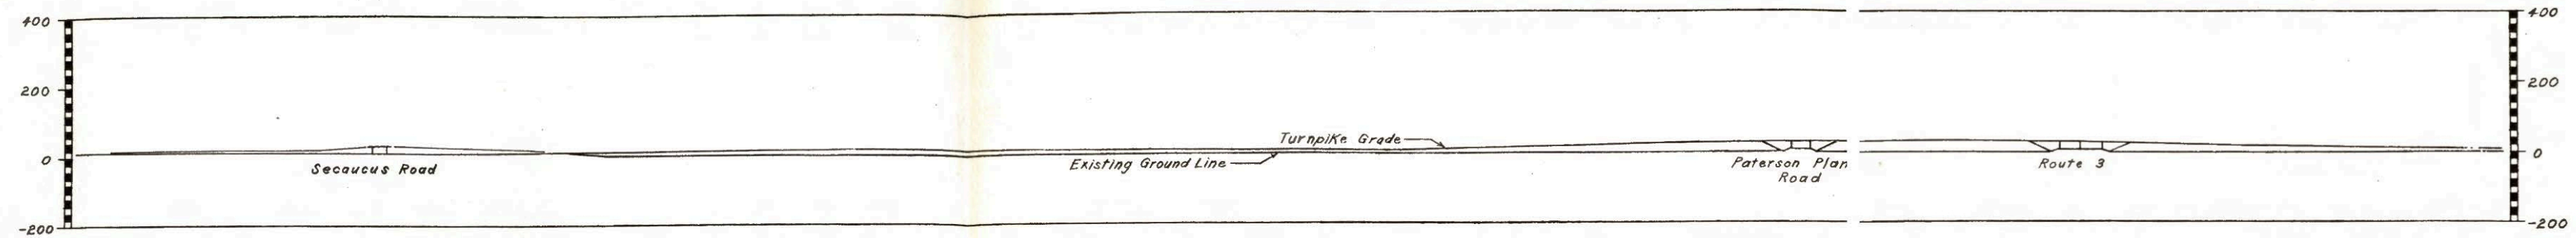 400
400
200
200
Turnpike Grade
0
0
Existing Ground Line
Secaucus Road
Paterson Plan
Road
Route 3
-200
-200